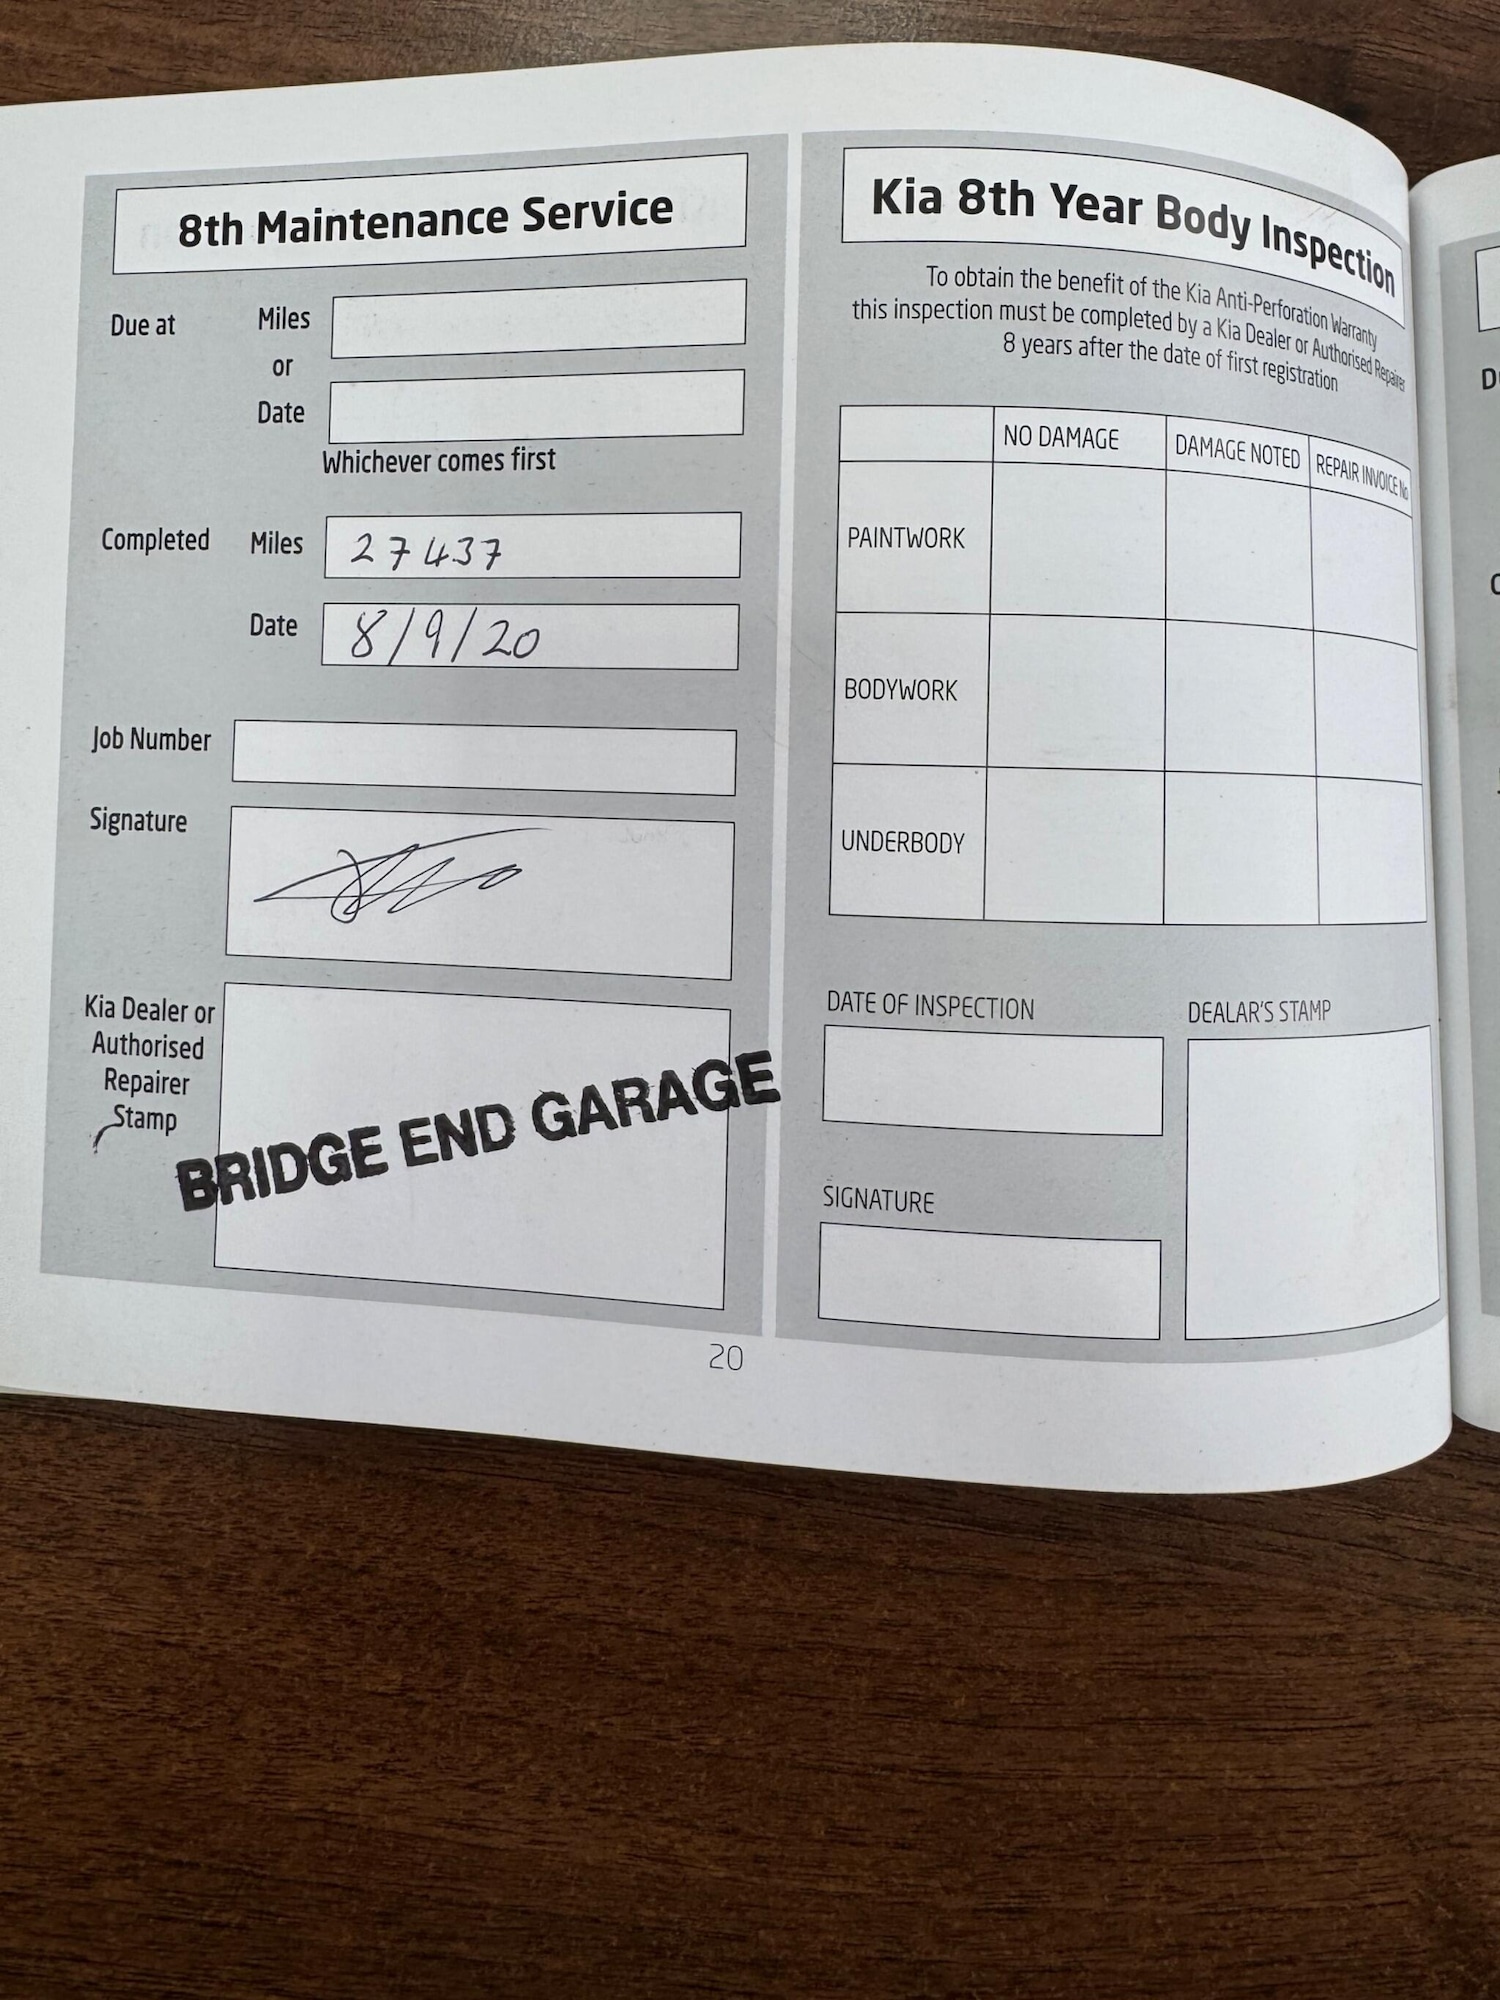 8th Maintenance Service
Due at
Miles
or
Date
Whichever comes first
Completed
Miles
27437
Date
8/9/20
Job Number
Signature
Kia Dealer or
Authorised
Repairer
Stamp
BRIDGE END GARAGE
Kia 8th Year Body Inspection
To obtain the benefit of the Kia Anti-Perforation Warranty
this inspection must be completed by a Kia Dealer or Authorised Repairer
8 years after the date of first registration
NO DAMAGE
DAMAGE NOTED
REPAIR INVOICE No
PAINTWORK
BODYWORK
UNDERBODY
DATE OF INSPECTION
DEALAR'S STAMP
SIGNATURE
20